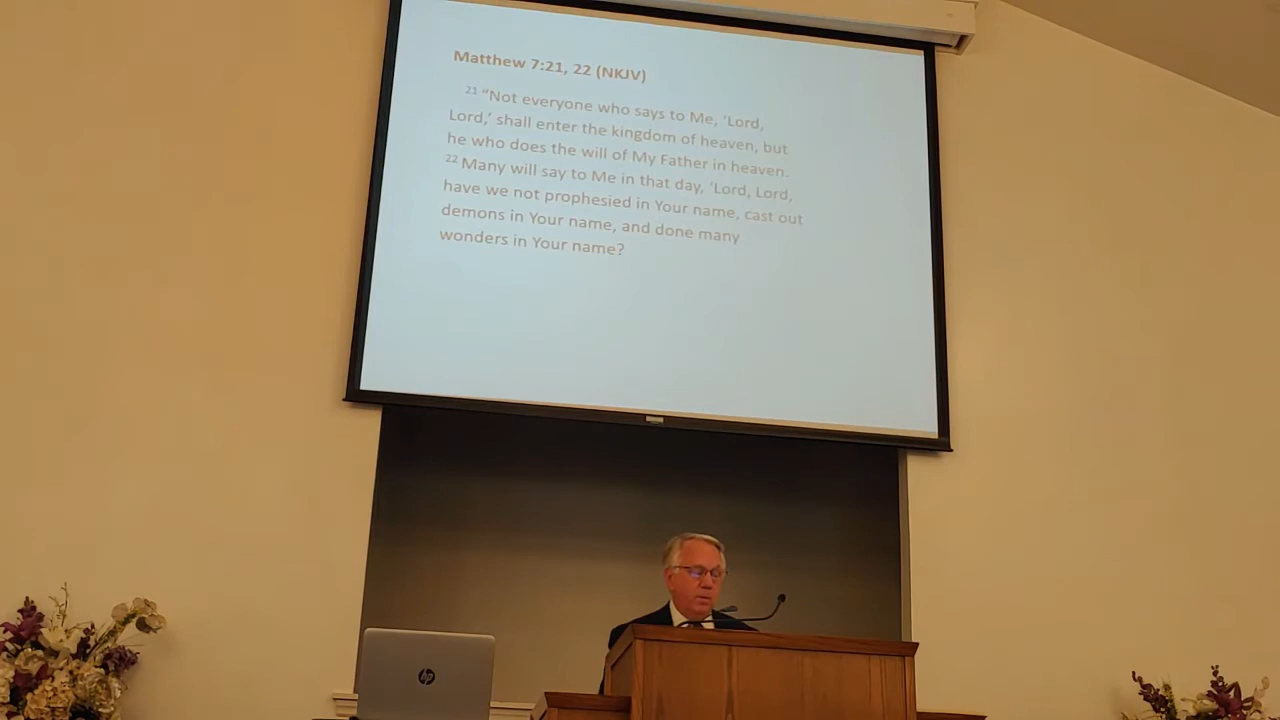 Matthew 7:21, 22 (NKJV)
21 “Not everyone who says to Me, ‘Lord,
Lord,’ shall enter the kingdom of heaven, but
he who does the will of My Father in heaven.
22 Many will say to Me in that day, ‘Lord, Lord,
have we not prophesied in Your name, cast out
demons in Your name, and done many
wonders in Your name?
hp